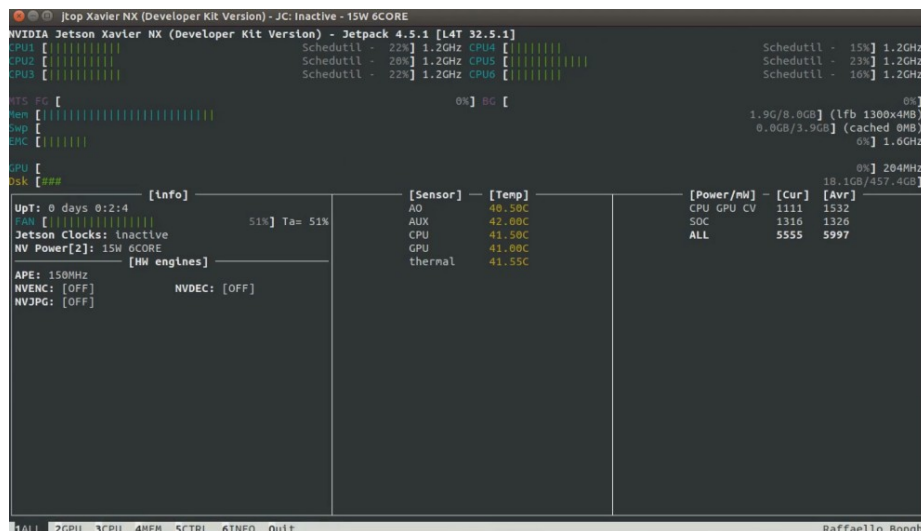 jtop Xavier NX (Developer Kit Version) - JC: Inactive - 15W 6CORE
NVIDIA Jetson Xavier NX (Developer Kit Version) - Jetpack 4.5.1 [L4T 32.5.1]
CPU1 [||||||||||| Schedutil - 22%] 1.2GHz CPU4 [|||||||| Schedutil - 15%] 1.2GHz
CPU2 [|||||||||| Schedutil - 20%] 1.2GHz CPU5 [|||||||||||| Schedutil - 23%] 1.2GHz
CPU3 [||||||||||| Schedutil - 22%] 1.2GHz CPU6 [|||||||| Schedutil - 16%] 1.2GHz
MTS FG [ 0%] BG [ 0%]
Mem [||||||||||||||||||||||||||| 1.9G/8.0GB] (lfb 1300x4MB)
Swp [ 0.0GB/3.9GB] (cached 0MB)
EMC [||||||| 6%] 1.6GHz
GPU [ 0%] 204MHz
Dsk [### 18.1GB/457.4GB]
[info] [Sensor] [Temp] [Power/mW] [Cur] [Avr]
UpT: 0 days 0:2:4 AO 40.50C CPU GPU CV 1111 1532
FAN [|||||||||||||||| 51%] Ta= 51% AUX 42.00C SOC 1316 1326
Jetson Clocks: inactive CPU 41.50C ALL 5555 5997
NV Power[2]: 15W 6CORE GPU 41.00C
[HW engines] thermal 41.55C
APE: 150MHz
NVENC: [OFF] NVDEC: [OFF]
NVJPG: [OFF]
1ALL 2GPU 3CPU 4MEM 5CTRL 6INFO Quit Raffaello Bongh